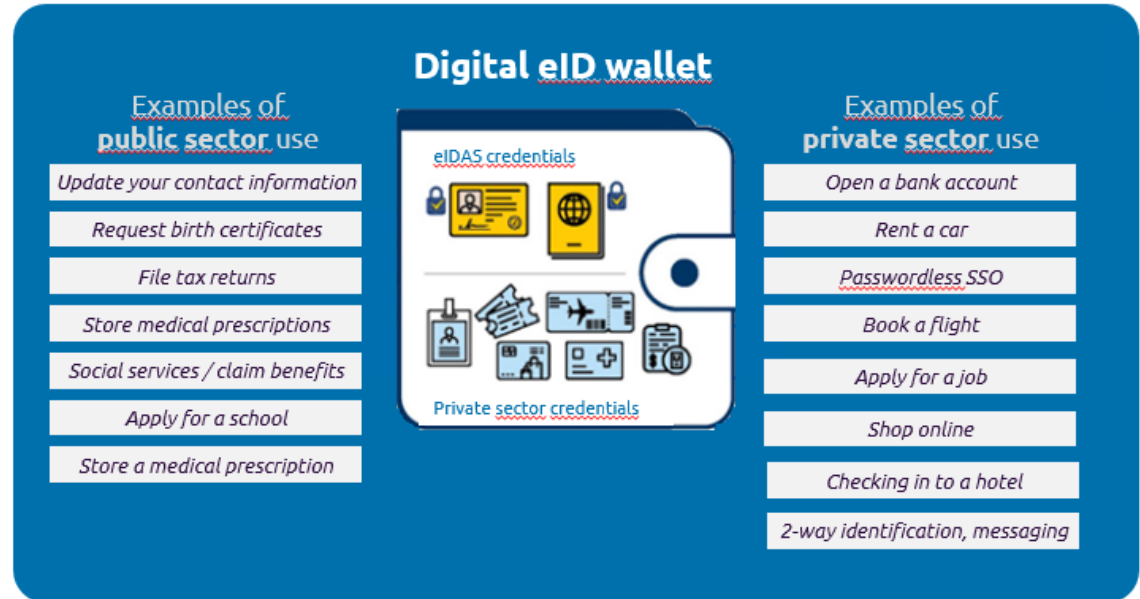 Digital eID wallet
Examples of
public sector use
Update your contact information
Request birth certificates
File tax returns
Store medical prescriptions
Social services / claim benefits
Apply for a school
Store a medical prescription
eIDAS credentials
Private sector credentials
Examples of
private sector use
Open a bank account
Rent a car
Passwordless SSO
Book a flight
Apply for a job
Shop online
Checking in to a hotel
2-way identification, messaging